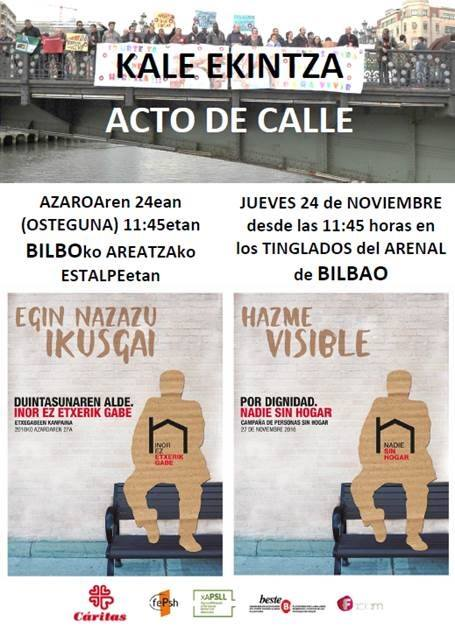 KALE EKINTZA
ACTO DE CALLE
AZAROAren 24ean
(OSTEGUNA) 11:45etan
BILBOko AREATZAko
ESTALPEetan
JUEVES 24 de NOVIEMBRE
desde las 11:45 horas en
los TINGLADOS del ARENAL
de BILBAO
EGIN NAZAZU
IKUSGAI
DUINTASUNAREN ALDE.
INOR EZ ETXERIK GABE
ETXEGABEEN KANPAINA
2016KO AZAROAREN 27A
INOR
EZ
ETXERIK
GABE
HAZME
VISIBLE
POR DIGNIDAD.
NADIE SIN HOGAR
CAMPAÑA DE PERSONAS SIN HOGAR
27 DE NOVIEMBRE 2016
NADIE
SIN
HOGAR
Cáritas
fePsh
xAPSLL
beste